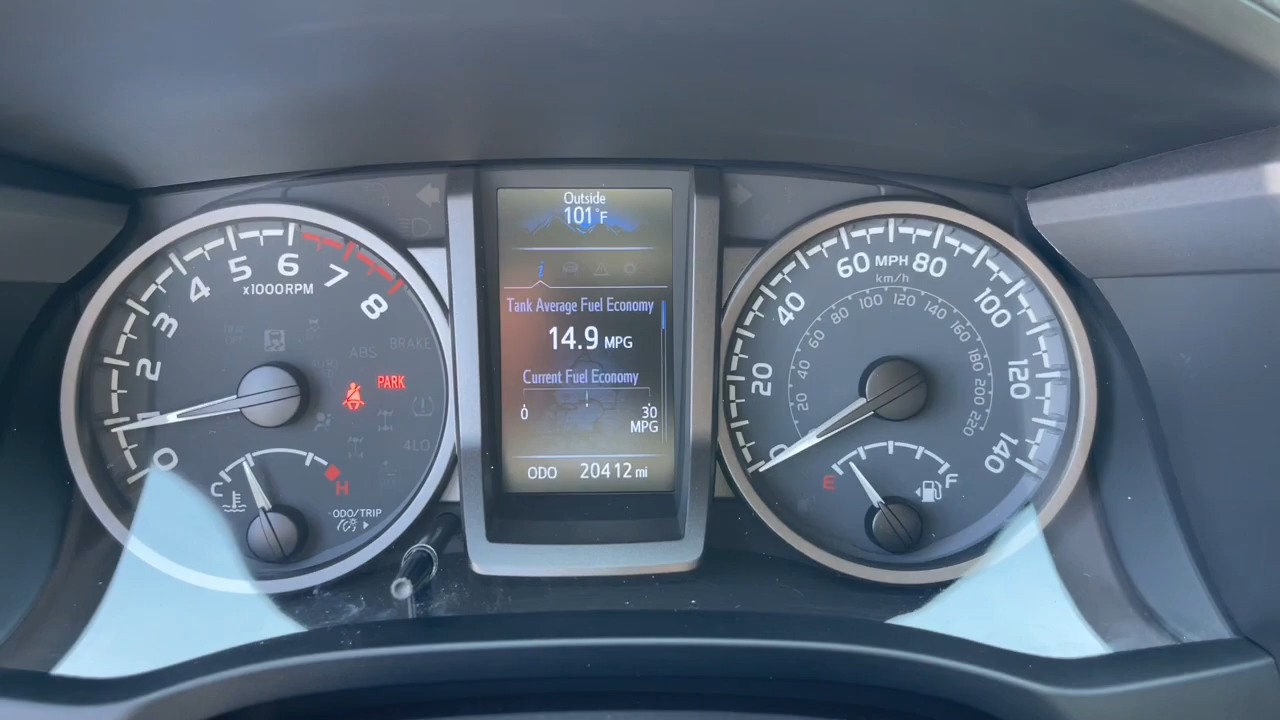 Outside
101°F
i
Tank Average Fuel Economy
14.9 MPG
Current Fuel Economy
0 30
MPG
ODO 20412 mi
0 1 2 3 4 5 6 7 8
x1000RPM
ABS
BRAKE
PARK
4LO
C H
ODO/TRIP
0 20 40 60 MPH 80 100 120 140
km/h
20 40 60 80 100 120 140 160 180 200 220
E F